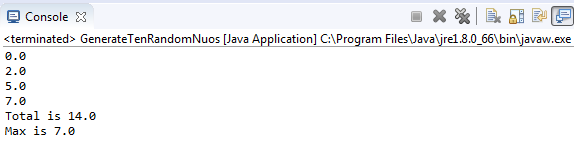 Console
<terminated> GenerateTenRandomNuos [Java Application] C:\Program Files\Java\jre1.8.0_66\bin\javaw.exe
0.0
2.0
5.0
7.0
Total is 14.0
Max is 7.0